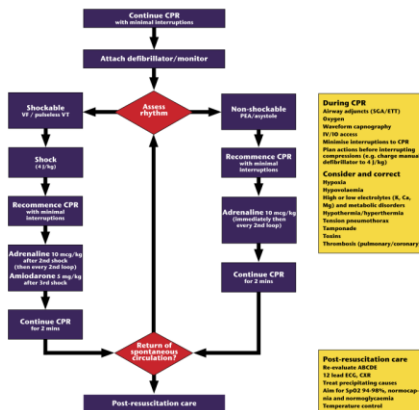 Continue CPR
with minimal interruptions
Attach defibrillator/monitor
Assess
rhythm
Shockable
VF / pulseless VT
Shock
(4 J/kg)
Recommence CPR
with minimal
interruptions
Adrenaline 10 mcg/kg
after 2nd shock
(then every 2nd loop)
Amiodarone 5 mg/kg
after 3rd shock
Continue CPR
for 2 mins
Non-shockable
PEA/asystole
Recommence CPR
with minimal
interruptions
Adrenaline 10 mcg/kg
(immediately then
every 2nd loop)
Continue CPR
for 2 mins
Return of
spontaneous
circulation?
Post-resuscitation care
During CPR
Airway adjuncts (SGA/ETT)
Oxygen
Waveform capnography
IV/IO access
Minimise interruptions to CPR
Plan actions before interrupting
compressions (e.g. charge manual
defibrillator to 4 J/kg)
Consider and correct
Hypoxia
Hypovolaemia
High or low electrolytes (K, Ca,
Mg) and metabolic disorders
Hypothermia/hyperthermia
Tension pneumothorax
Tamponade
Toxins
Thrombosis (pulmonary/coronary)
Post-resuscitation care
Re-evaluate ABCDE
12 lead ECG, CXR
Treat precipitating causes
Aim for SpO2 94-98%, normocap-
nia and normoglycaemia
Temperature control